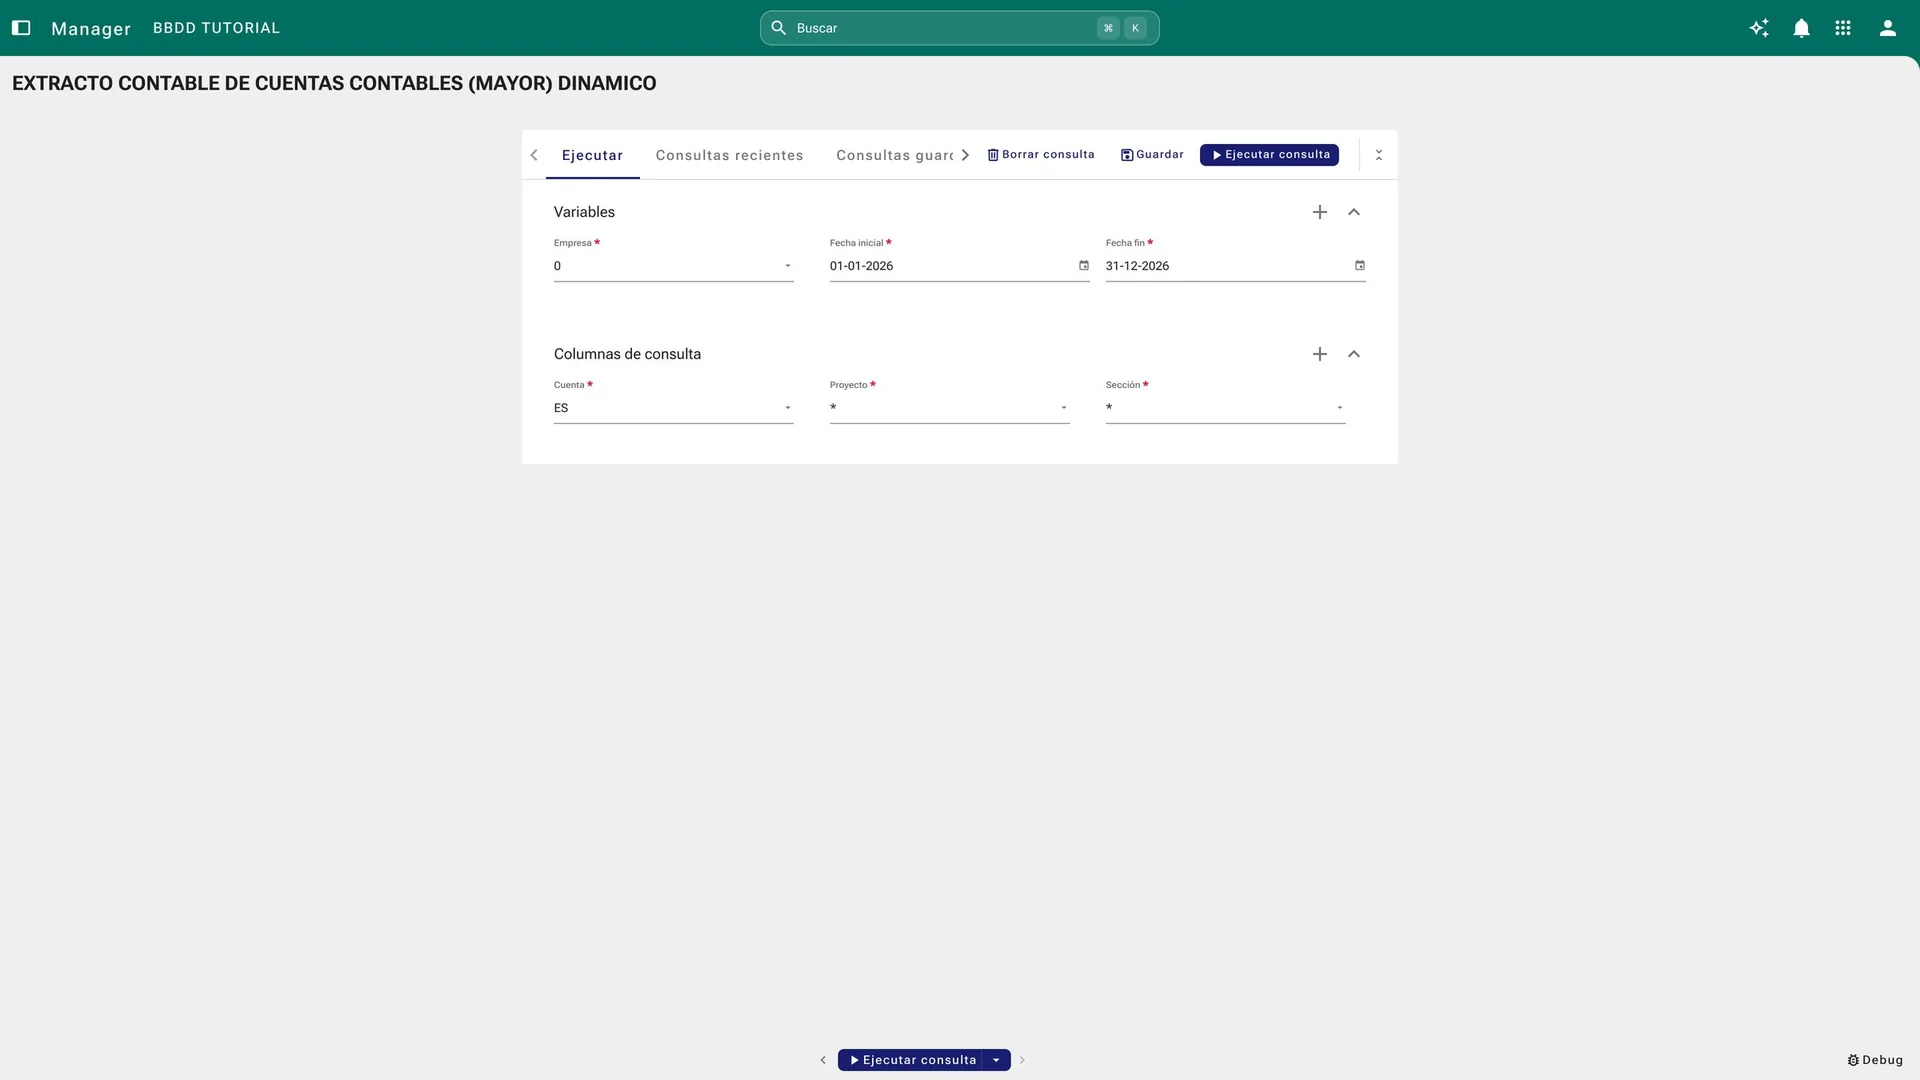 Manager BBDD TUTORIAL Buscar ⌘ K
EXTRACTO CONTABLE DE CUENTAS CONTABLES (MAYOR) DINAMICO
Ejecutar Consultas recientes Consultas guar Borrar consulta Guardar Ejecutar consulta
Variables
Empresa * Fecha inicial * Fecha fin *
0 01-01-2026 31-12-2026
Columnas de consulta
Cuenta * Proyecto * Sección *
ES * *
Ejecutar consulta
Debug